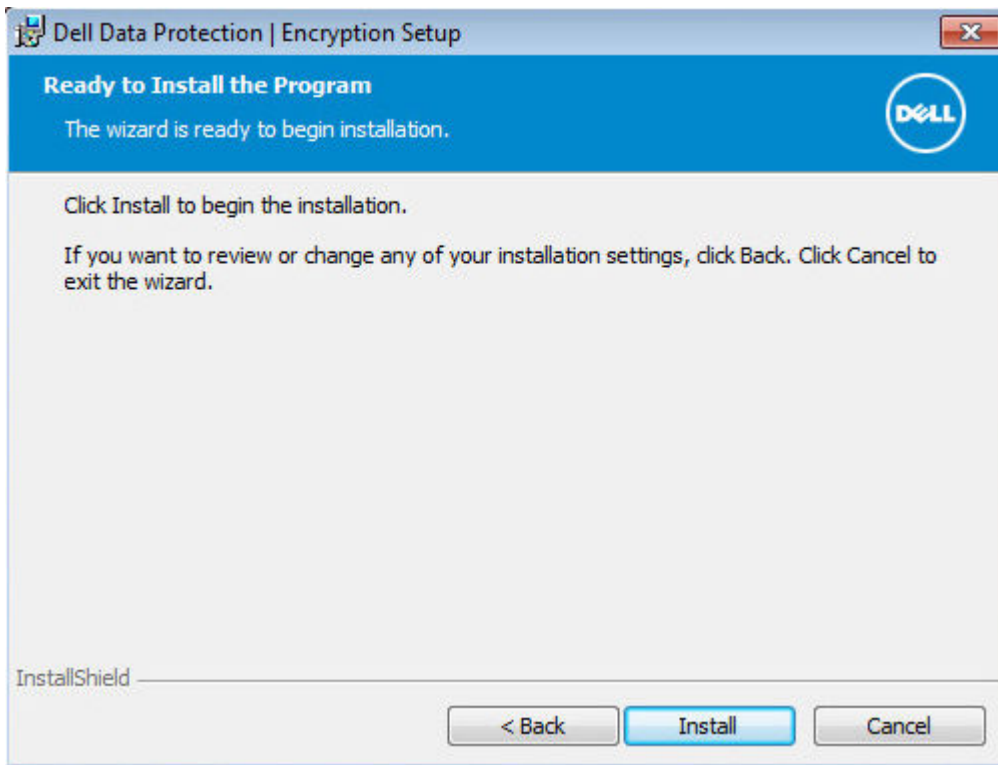 Dell Data Protection | Encryption Setup
Ready to Install the Program
The wizard is ready to begin installation.
DELL
Click Install to begin the installation.
If you want to review or change any of your installation settings, click Back. Click Cancel to
exit the wizard.
InstallShield
< Back
Install
Cancel